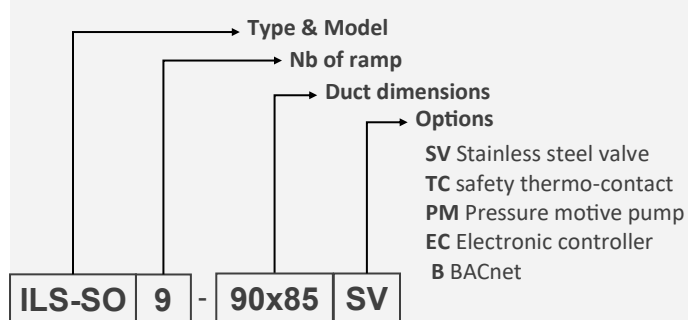 Type & Model
Nb of ramp
Duct dimensions
Options
SV Stainless steel valve
TC safety thermo-contact
PM Pressure motive pump
EC Electronic controller
B BACnet
ILS-SO 9 - 90x85 SV